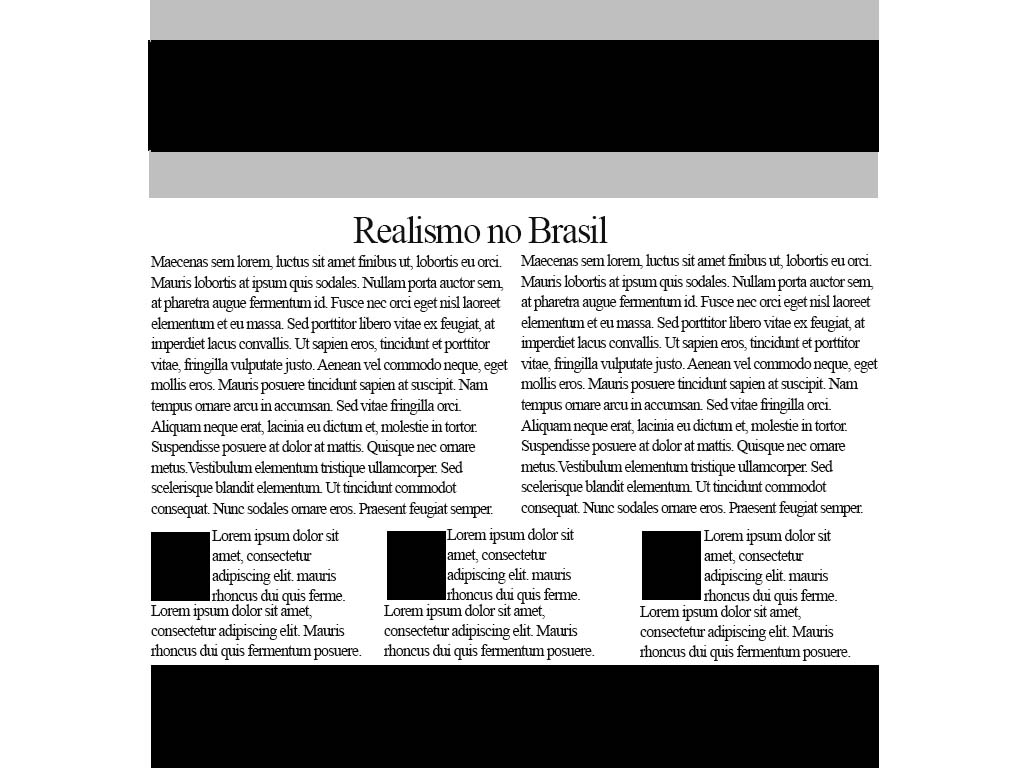 Realismo no Brasil
Maecenas sem lorem, luctus sit amet finibus ut, lobortis eu orci.
Mauris lobortis at ipsum quis sodales. Nullam porta auctor sem,
at pharetra augue fermentum id. Fusce nec orci eget nisl laoreet
elementum et eu massa. Sed porttitor libero vitae ex feugiat, at
imperdiet lacus convallis. Ut sapien eros, tincidunt et porttitor
vitae, fringilla vulputate justo. Aenean vel commodo neque, eget
mollis eros. Mauris posuere tincidunt sapien at suscipit. Nam
tempus ornare arcu in accumsan. Sed vitae fringilla orci.
Aliquam neque erat, lacinia eu dictum et, molestie in tortor.
Suspendisse posuere at dolor at mattis. Quisque nec ornare
metus.Vestibulum elementum tristique ullamcorper. Sed
scelerisque blandit elementum. Ut tincidunt commodot
consequat. Nunc sodales ornare eros. Praesent feugiat semper.
Maecenas sem lorem, luctus sit amet finibus ut, lobortis eu orci.
Mauris lobortis at ipsum quis sodales. Nullam porta auctor sem,
at pharetra augue fermentum id. Fusce nec orci eget nisl laoreet
elementum et eu massa. Sed porttitor libero vitae ex feugiat, at
imperdiet lacus convallis. Ut sapien eros, tincidunt et porttitor
vitae, fringilla vulputate justo. Aenean vel commodo neque, eget
mollis eros. Mauris posuere tincidunt sapien at suscipit. Nam
tempus ornare arcu in accumsan. Sed vitae fringilla orci.
Aliquam neque erat, lacinia eu dictum et, molestie in tortor.
Suspendisse posuere at dolor at mattis. Quisque nec ornare
metus.Vestibulum elementum tristique ullamcorper. Sed
scelerisque blandit elementum. Ut tincidunt commodot
consequat. Nunc sodales ornare eros. Praesent feugiat semper.
Lorem ipsum dolor sit
amet, consectetur
adipiscing elit. mauris
rhoncus dui quis ferme.
Lorem ipsum dolor sit amet,
consectetur adipiscing elit. Mauris
rhoncus dui quis fermentum posuere.
Lorem ipsum dolor sit
amet, consectetur
adipiscing elit. mauris
rhoncus dui quis ferme.
Lorem ipsum dolor sit amet,
consectetur adipiscing elit. Mauris
rhoncus dui quis fermentum posuere.
Lorem ipsum dolor sit
amet, consectetur
adipiscing elit. mauris
rhoncus dui quis ferme.
Lorem ipsum dolor sit amet,
consectetur adipiscing elit. Mauris
rhoncus dui quis fermentum posuere.